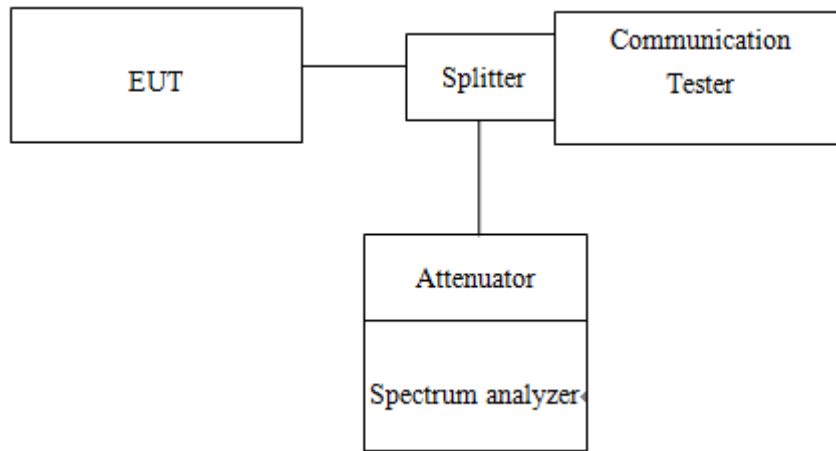 EUT
Splitter
Communication
Tester
Attenuator
Spectrum analyzer